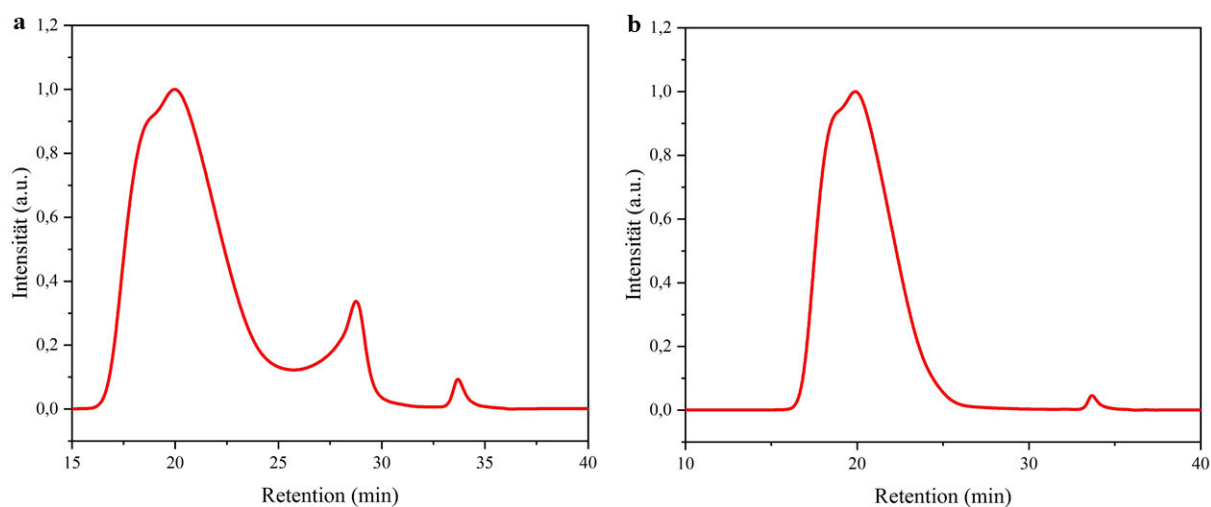 a
1,2
1,0
0,8
0,6
0,4
0,2
0,0
Intensität (a.u.)
15 20 25 30 35 40
Retention (min)
b
1,2
1,0
0,8
0,6
0,4
0,2
0,0
Intensität (a.u.)
10 20 30 40
Retention (min)